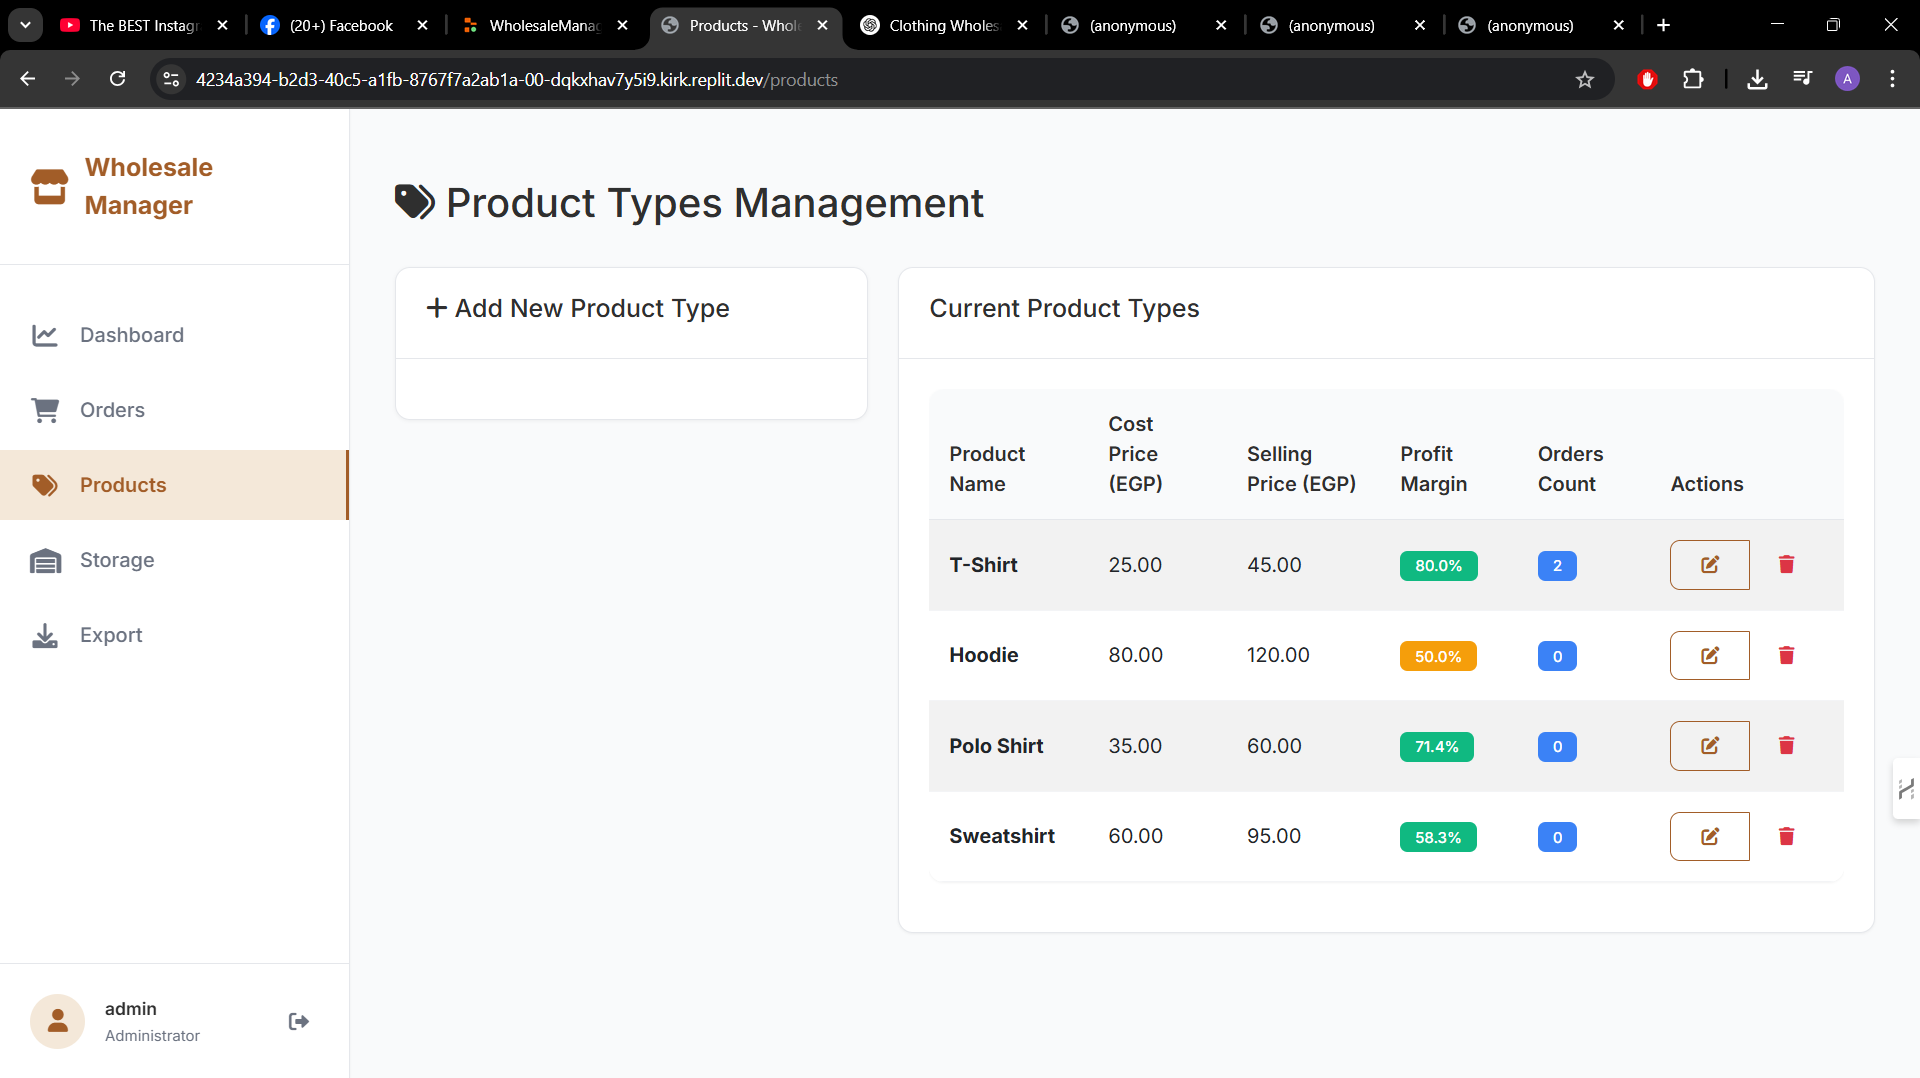 The BEST Instagr
(20+) Facebook
WholesaleManag
Products - Whole
Clothing Wholes
(anonymous)
(anonymous)
(anonymous)
4234a394-b2d3-40c5-a1fb-8767f7a2ab1a-00-dqkxhav7y5i9.kirk.replit.dev/products
A
Wholesale
Manager
Dashboard
Orders
Products
Storage
Export
admin
Administrator
Product Types Management
+ Add New Product Type
Current Product Types
Product Name Cost Price (EGP) Selling Price (EGP) Profit Margin Orders Count Actions
T-Shirt 25.00 45.00 80.0% 2
Hoodie 80.00 120.00 50.0% 0
Polo Shirt 35.00 60.00 71.4% 0
Sweatshirt 60.00 95.00 58.3% 0